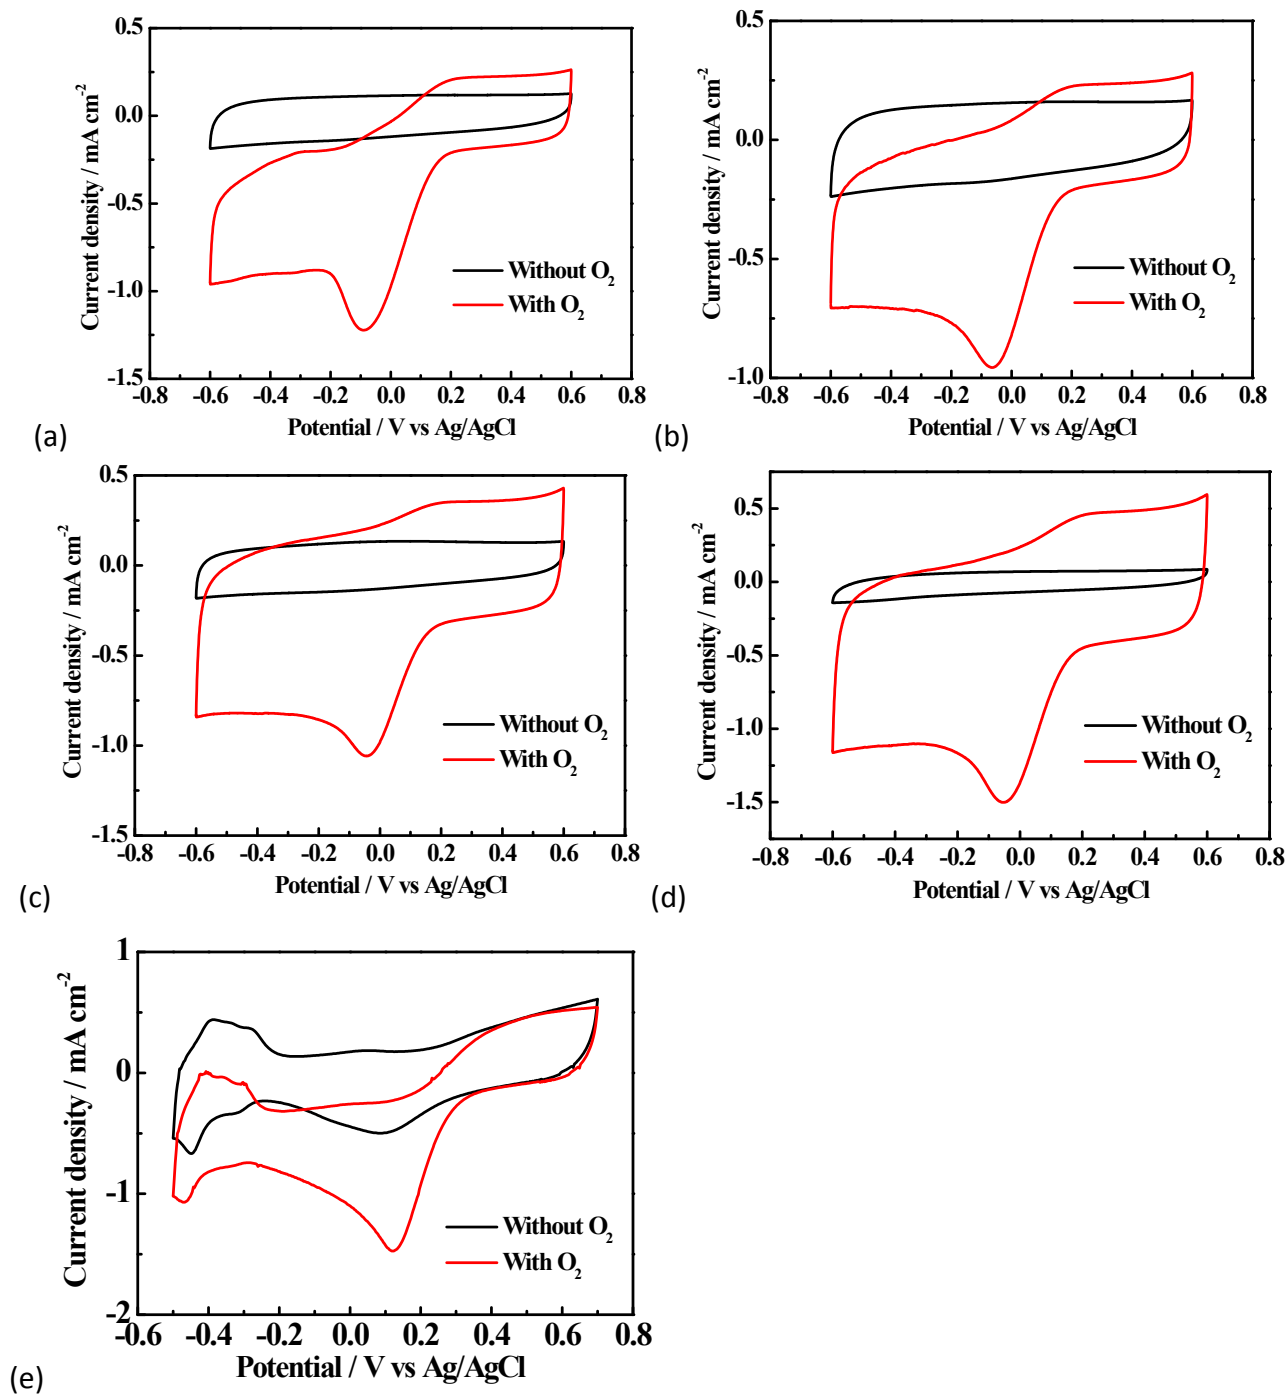 0.5
0.0
-0.5
-1.0
-1.5
Current density / mA cm⁻²
Without O₂
With O₂
-0.8 -0.6 -0.4 -0.2 0.0 0.2 0.4 0.6 0.8
Potential / V vs Ag/AgCl
(a)
0.5
0.0
-0.5
-1.0
Current density / mA cm⁻²
Without O₂
With O₂
-0.8 -0.6 -0.4 -0.2 0.0 0.2 0.4 0.6 0.8
Potential / V vs Ag/AgCl
(b)
0.5
0.0
-0.5
-1.0
-1.5
Current density / mA cm⁻²
Without O₂
With O₂
-0.8 -0.6 -0.4 -0.2 0.0 0.2 0.4 0.6 0.8
Potential / V vs Ag/AgCl
(c)
0.5
0.0
-0.5
-1.0
-1.5
Current density / mA cm⁻²
Without O₂
With O₂
-0.8 -0.6 -0.4 -0.2 0.0 0.2 0.4 0.6 0.8
Potential / V vs Ag/AgCl
(d)
1
0
-1
-2
Current density / mA cm⁻²
Without O₂
With O₂
-0.6 -0.4 -0.2 0.0 0.2 0.4 0.6 0.8
Potential / V vs Ag/AgCl
(e)